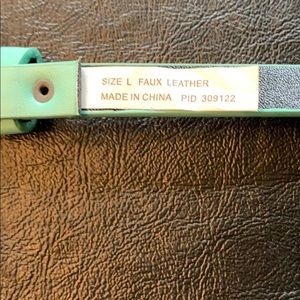 SIZE L FAUX LEATHER
MADE IN CHINA PID 309122